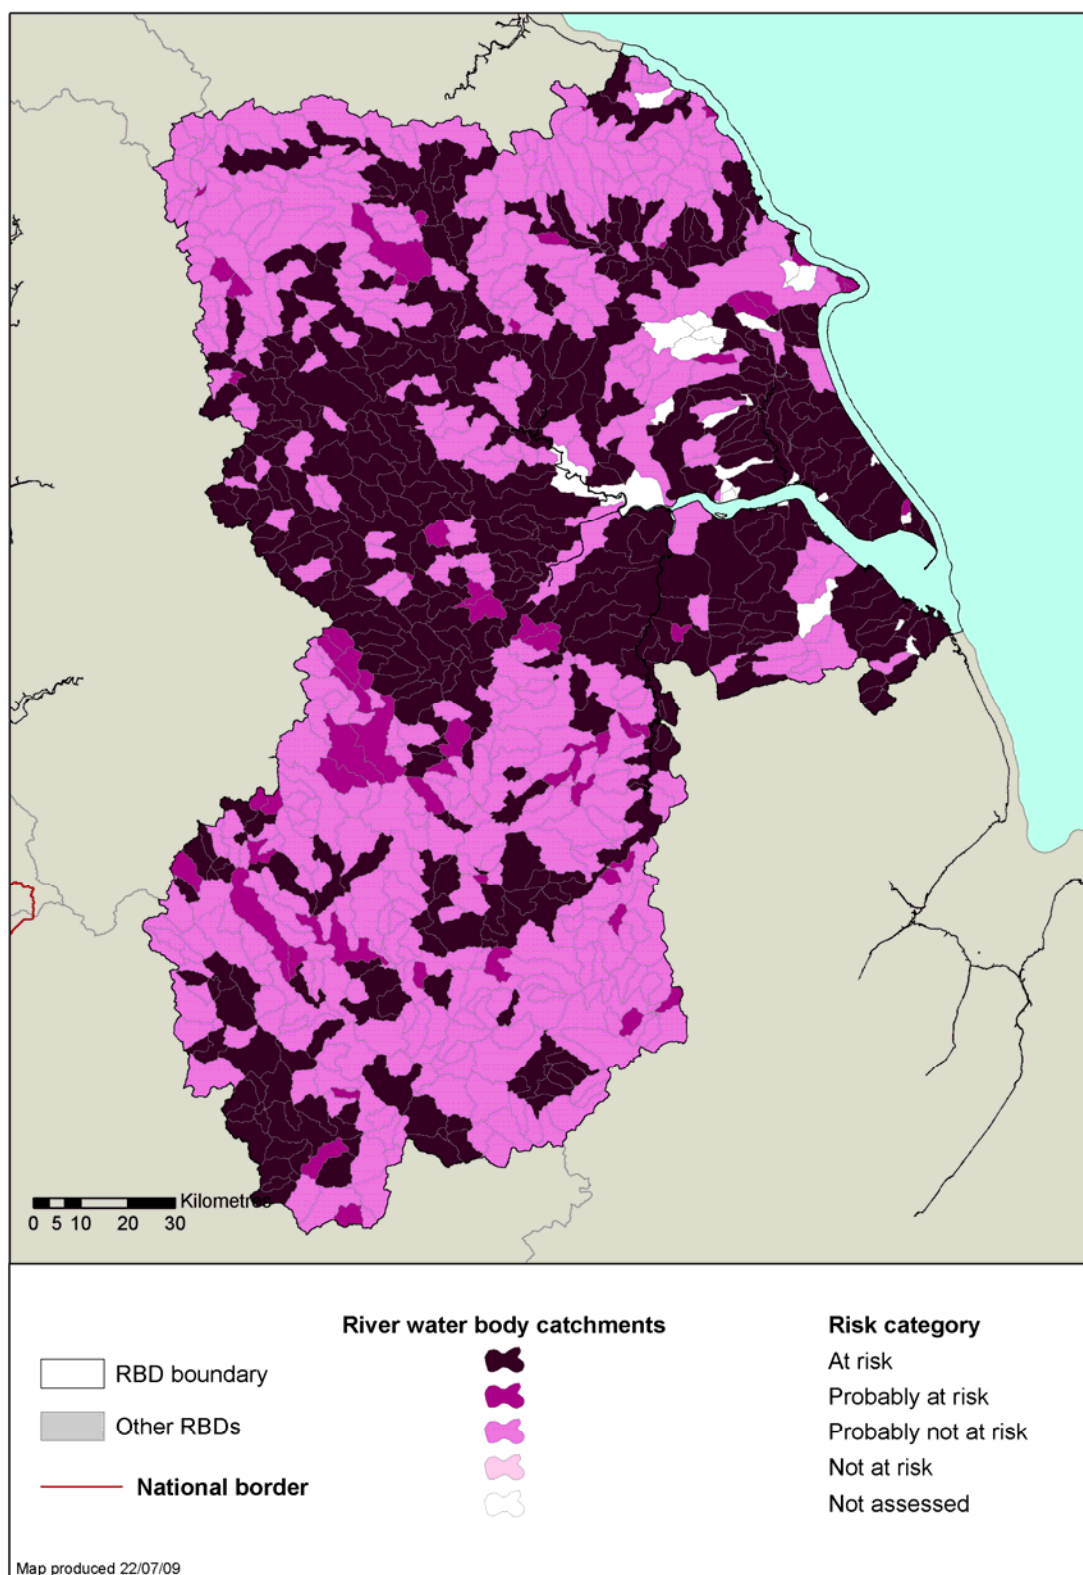 Kilometres
0 5 10 20 30
River water body catchments
Risk category
RBD boundary
At risk
Probably at risk
Other RBDs
Probably not at risk
Not at risk
National border
Not assessed
Map produced 22/07/09